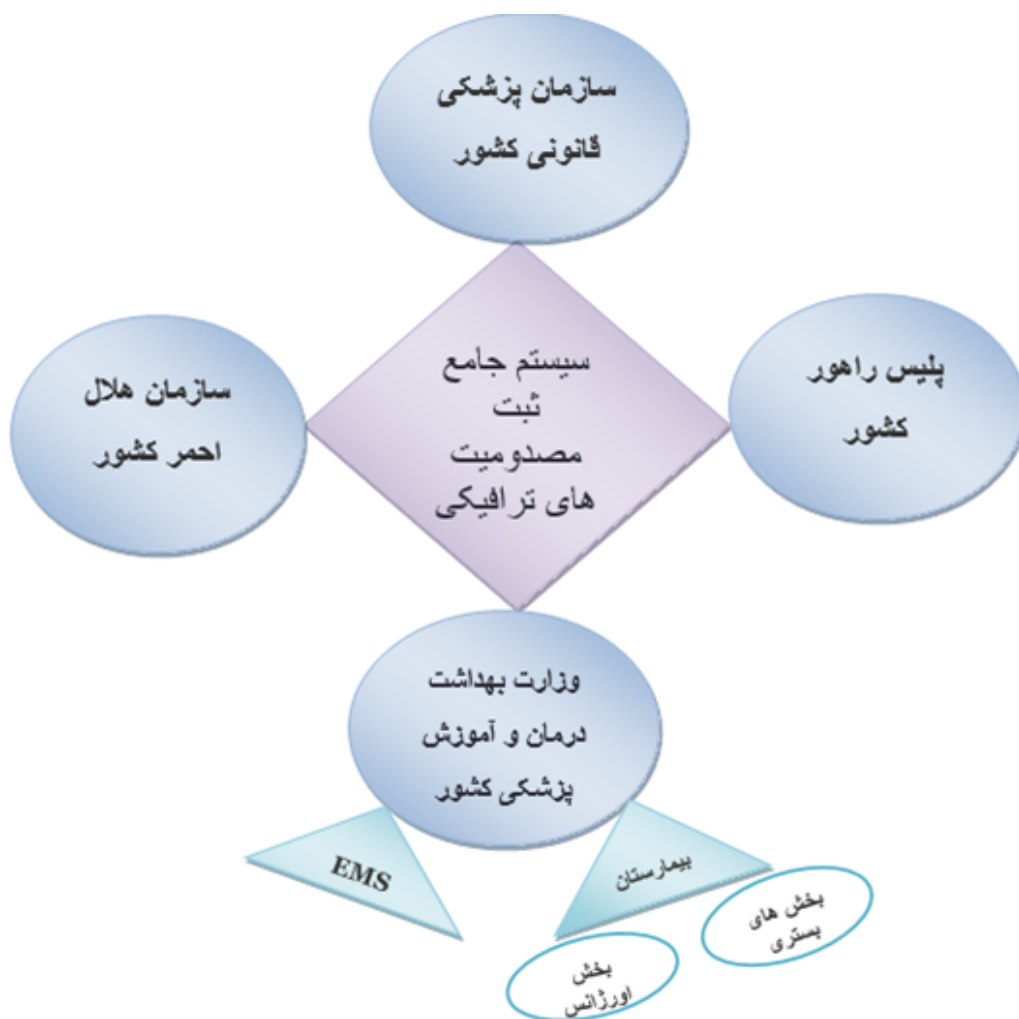 سازمان پزشکی
قانونی کشور
سیستم جامع
ثبت
مصدومیت
های ترافیکی
پلیس راهور
کشور
سازمان هلال
احمر کشور
وزارت بهداشت
درمان و آموزش
پزشکی کشور
بیمارستان
EMS
بخش های
بستری
بخش
اورژانس